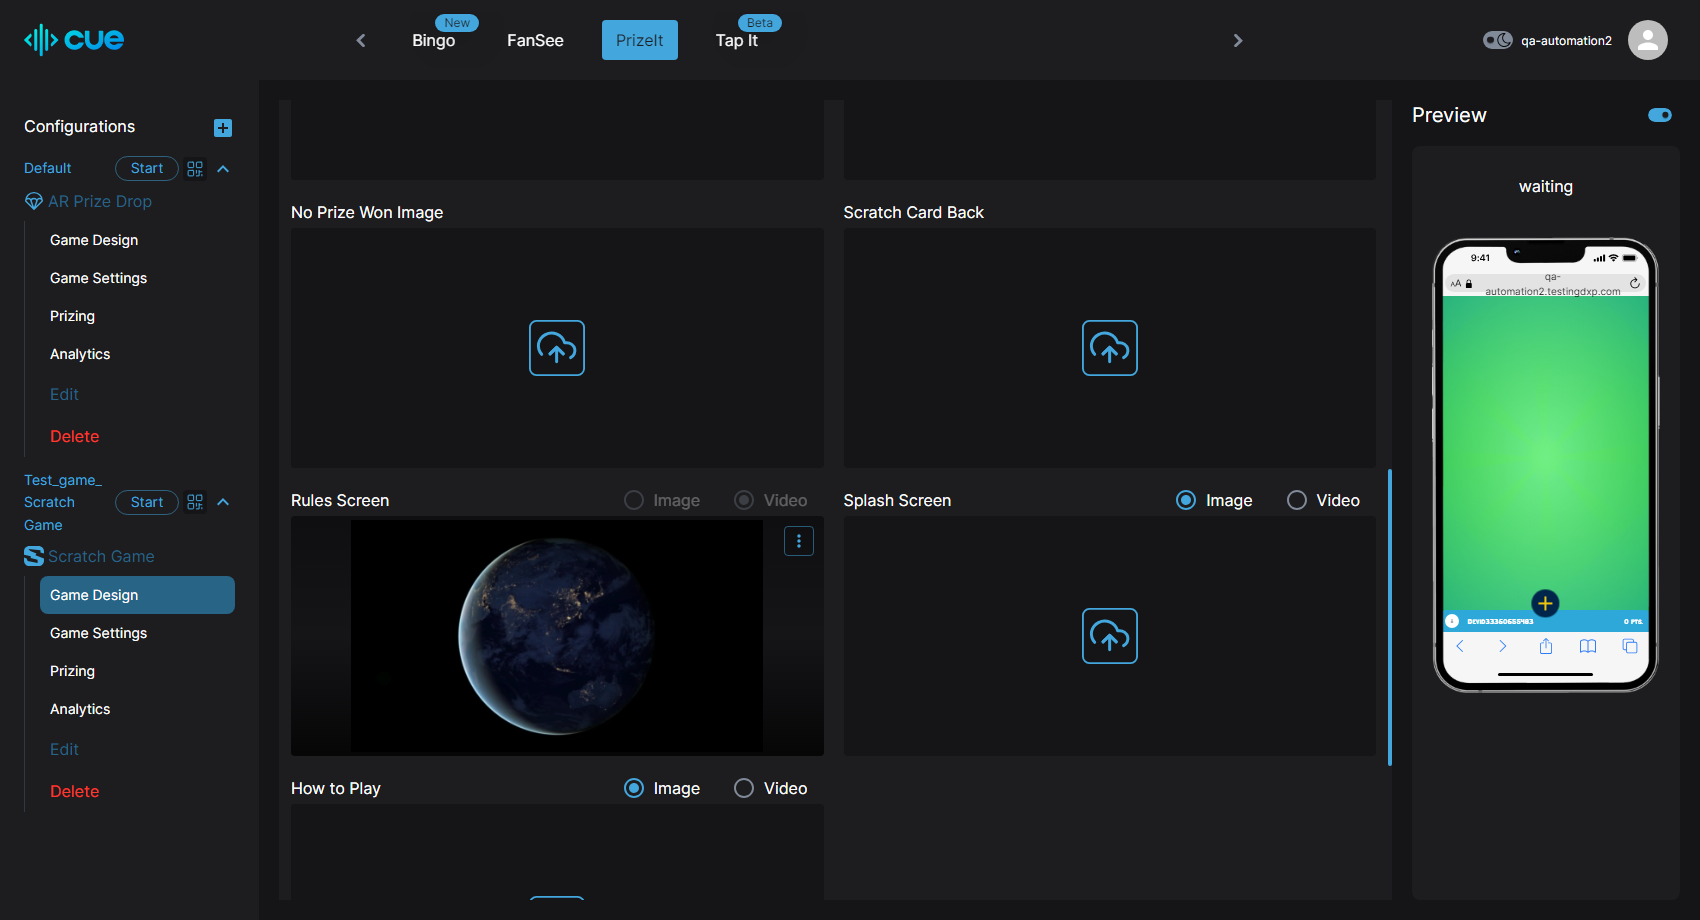 cue
New
Bingo
FanSee
PrizeIt
Beta
Tap It
qa-automation2
Configurations
Default
Start
AR Prize Drop
Game Design
Game Settings
Prizing
Analytics
Edit
Delete
Test_game_
Scratch
Game
Start
Scratch Game
Game Design
Game Settings
Prizing
Analytics
Edit
Delete
No Prize Won Image
Scratch Card Back
Rules Screen
Image
Video
Splash Screen
Image
Video
How to Play
Image
Video
Preview
waiting
9:41
AA
qa-
automation2.testingdxp.com
0 PTS.